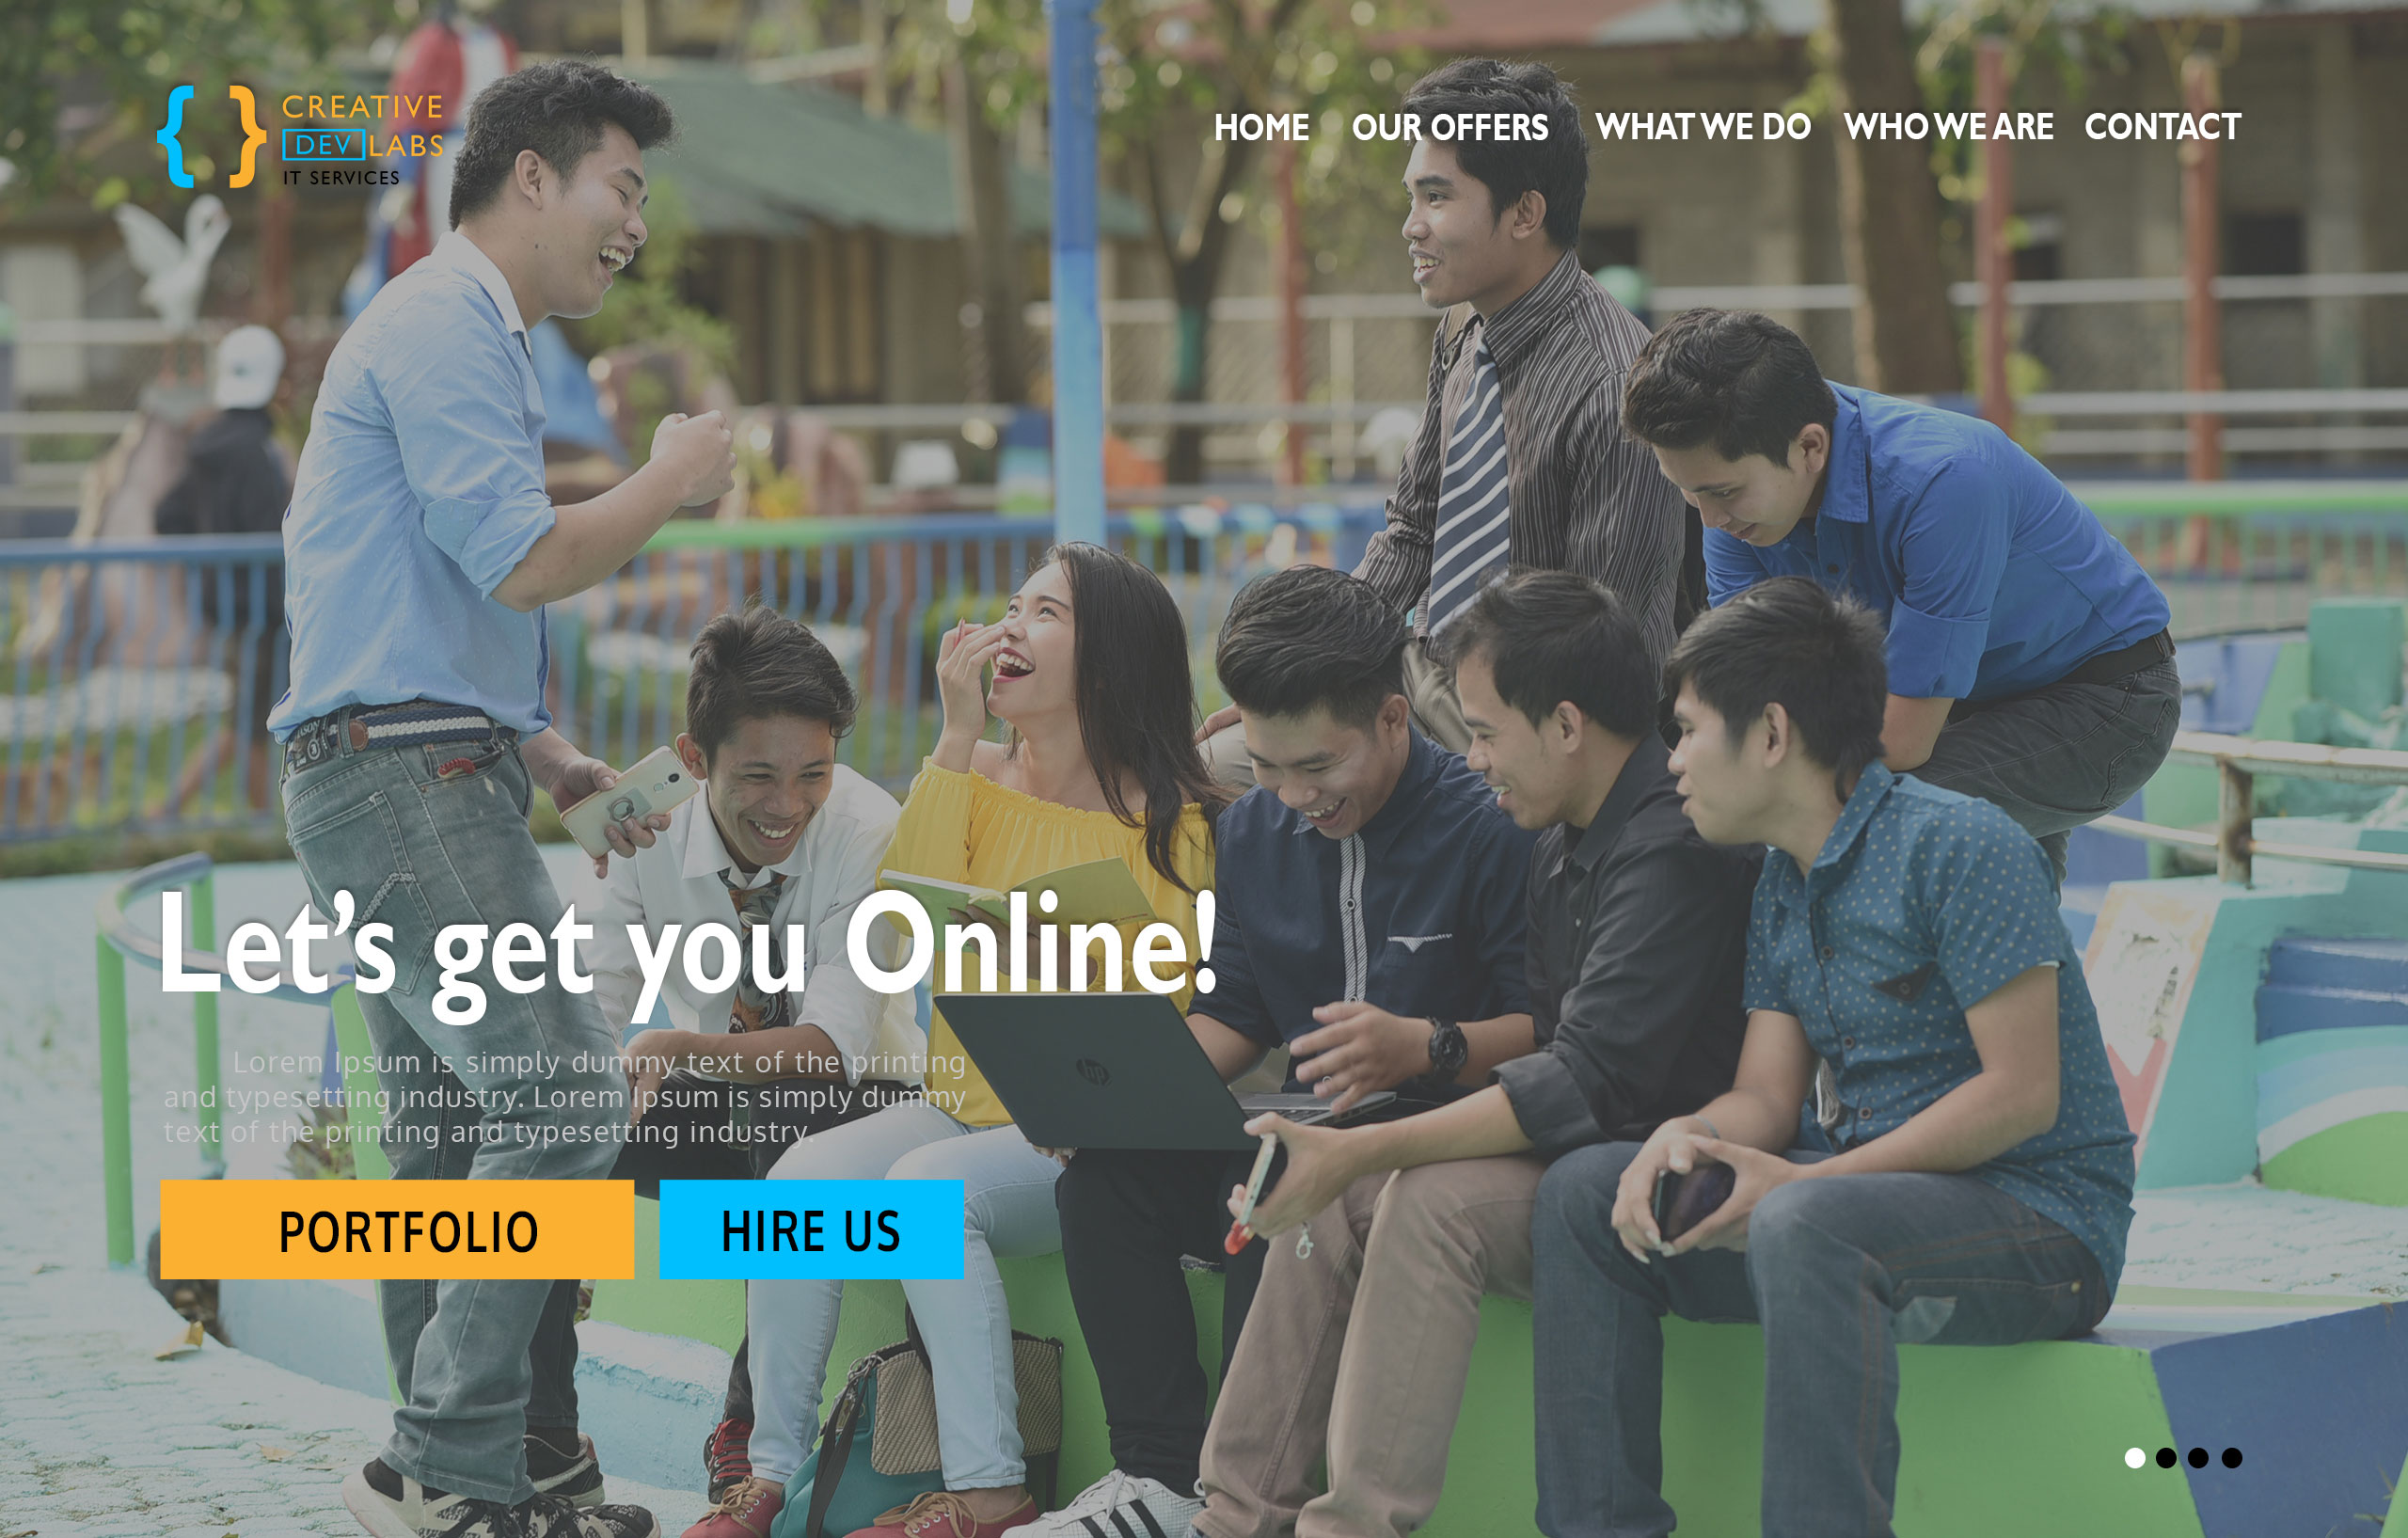 CREATIVE
DEV LABS
IT SERVICES
HOME OUR OFFERS WHAT WE DO WHO WE ARE CONTACT
Let's get you Online!
Lorem Ipsum is simply dummy text of the printing
and typesetting industry. Lorem Ipsum is simply dummy
text of the printing and typesetting industry.
hp
PORTFOLIO HIRE US